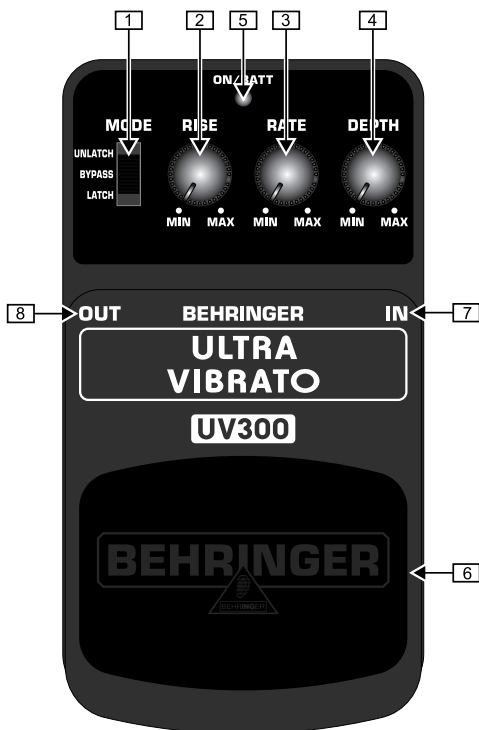 1 2 5 3 4
ON/BATT
MODE RISE RATE DEPTH
UNLATCH
BYPASS
LATCH
MIN MAX MIN MAX MIN MAX
8 OUT BEHRINGER IN 7
ULTRA
VIBRATO
UV300
BEHRINGER
BEHRINGER
6